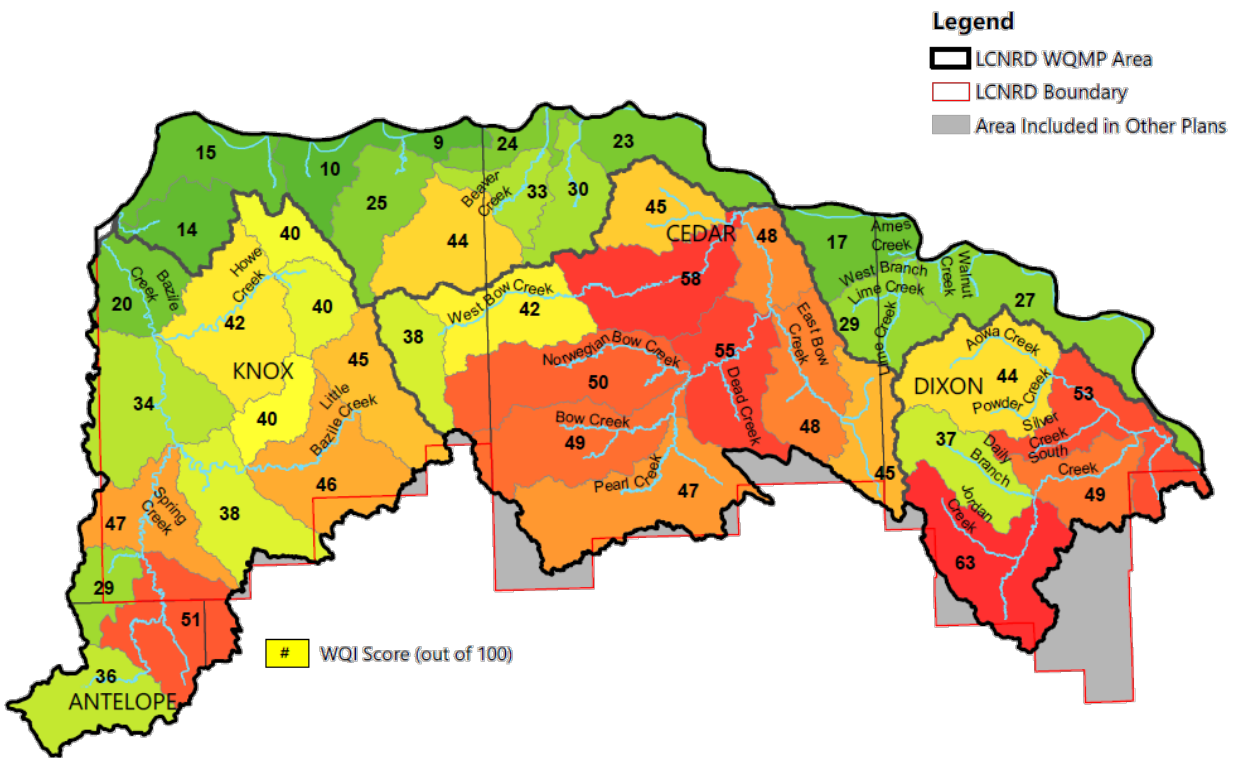 Legend
LCNRD WQMP Area
LCNRD Boundary
Area Included in Other Plans
15
10
9
24
23
14
25
Beaver
Creek
33
30
45
CEDAR
48
17
Ames
Creek
40
44
Howe
Creek
Bazile
Creek
20
42
40
38
West Bow Creek
42
58
West Branch
Lime Creek
Walnut
Creek
27
29
Lime Creek
East Bow
Creek
KNOX
45
Little
Bazile Creek
Norwegian Bow Creek
50
55
Dead Creek
Aowa Creek
DIXON
44
Powder Creek
53
34
40
Bow Creek
49
48
37
Silver
Creek
Daily
Branch
South
Creek
49
Pearl Creek
47
45
46
38
47
Spring
Creek
Jordan
Creek
63
29
51
36
ANTELOPE
# WQI Score (out of 100)